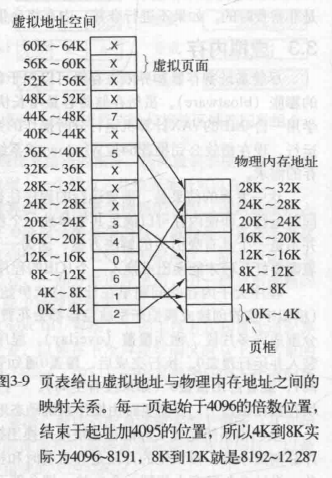 虚拟地址空间
60K～64K X
56K～60K X }虚拟页面
52K～56K X
48K～52K X
44K～48K 7
40K～44K X
36K～40K 5
32K～36K X
28K～32K X
24K～28K X
20K～24K 3
16K～20K 4
12K～16K 0
8K～12K 6
4K～8K 1
0K～4K 2
物理内存地址
28K～32K
24K～28K
20K～24K
16K～20K
12K～16K
8K～12K
4K～8K
}0K～4K
页框
图3-9 页表给出虚拟地址与物理内存地址之间的
映射关系。每一页起始于4096的倍数位置，
结束于起址加4095的位置，所以4K到8K实
际为4096~8191，8K到12K就是8192~12 287